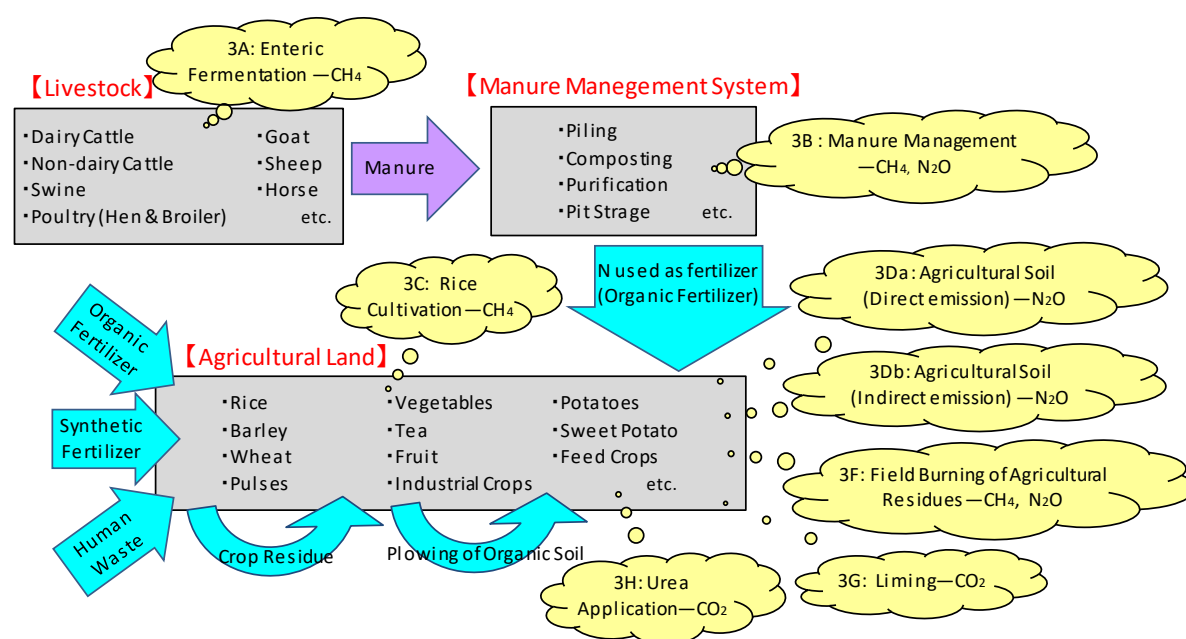 3A: Enteric
Fermentation —CH4
【Livestock】
・Dairy Cattle
・Non-dairy Cattle
・Swine
・Poultry (Hen & Broiler)
・Goat
・Sheep
・Horse
etc.
Manure
【Manure Manegement System】
・Piling
・Composting
・Purification
・Pit Strage
etc.
3B : Manure Management
—CH4, N2O
N used as fertilizer
(Organic Fertilizer)
3C: Rice
Cultivation—CH4
3Da: Agricultural Soil
(Direct emission) —N2O
3Db: Agricultural Soil
(Indirect emission) —N2O
3F: Field Burning of Agricultural
Residues—CH4, N2O
3G: Liming—CO2
3H: Urea
Application—CO2
Organic
Fertilizer
Synthetic
Fertilizer
Human
Waste
【Agricultural Land】
・Rice
・Barley
・Wheat
・Pulses
・Vegetables
・Tea
・Fruit
・Industrial Crops
・Potatoes
・Sweet Potato
・Feed Crops
etc.
Crop Residue
Plowing of Organic Soil